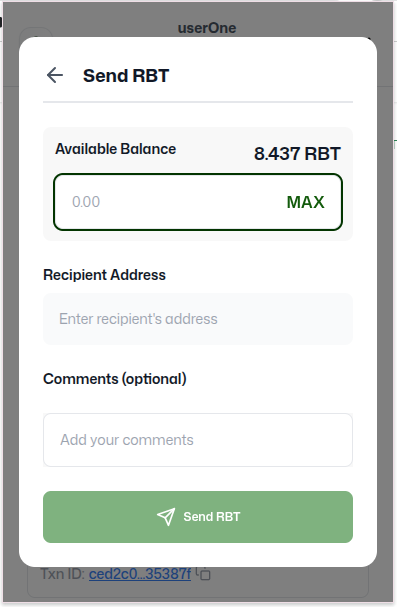 userOne
Send RBT
Available Balance
8.437 RBT
0.00
MAX
Recipient Address
Enter recipient's address
Comments (optional)
Add your comments
Send RBT
Txn ID: ced2c0...35387f